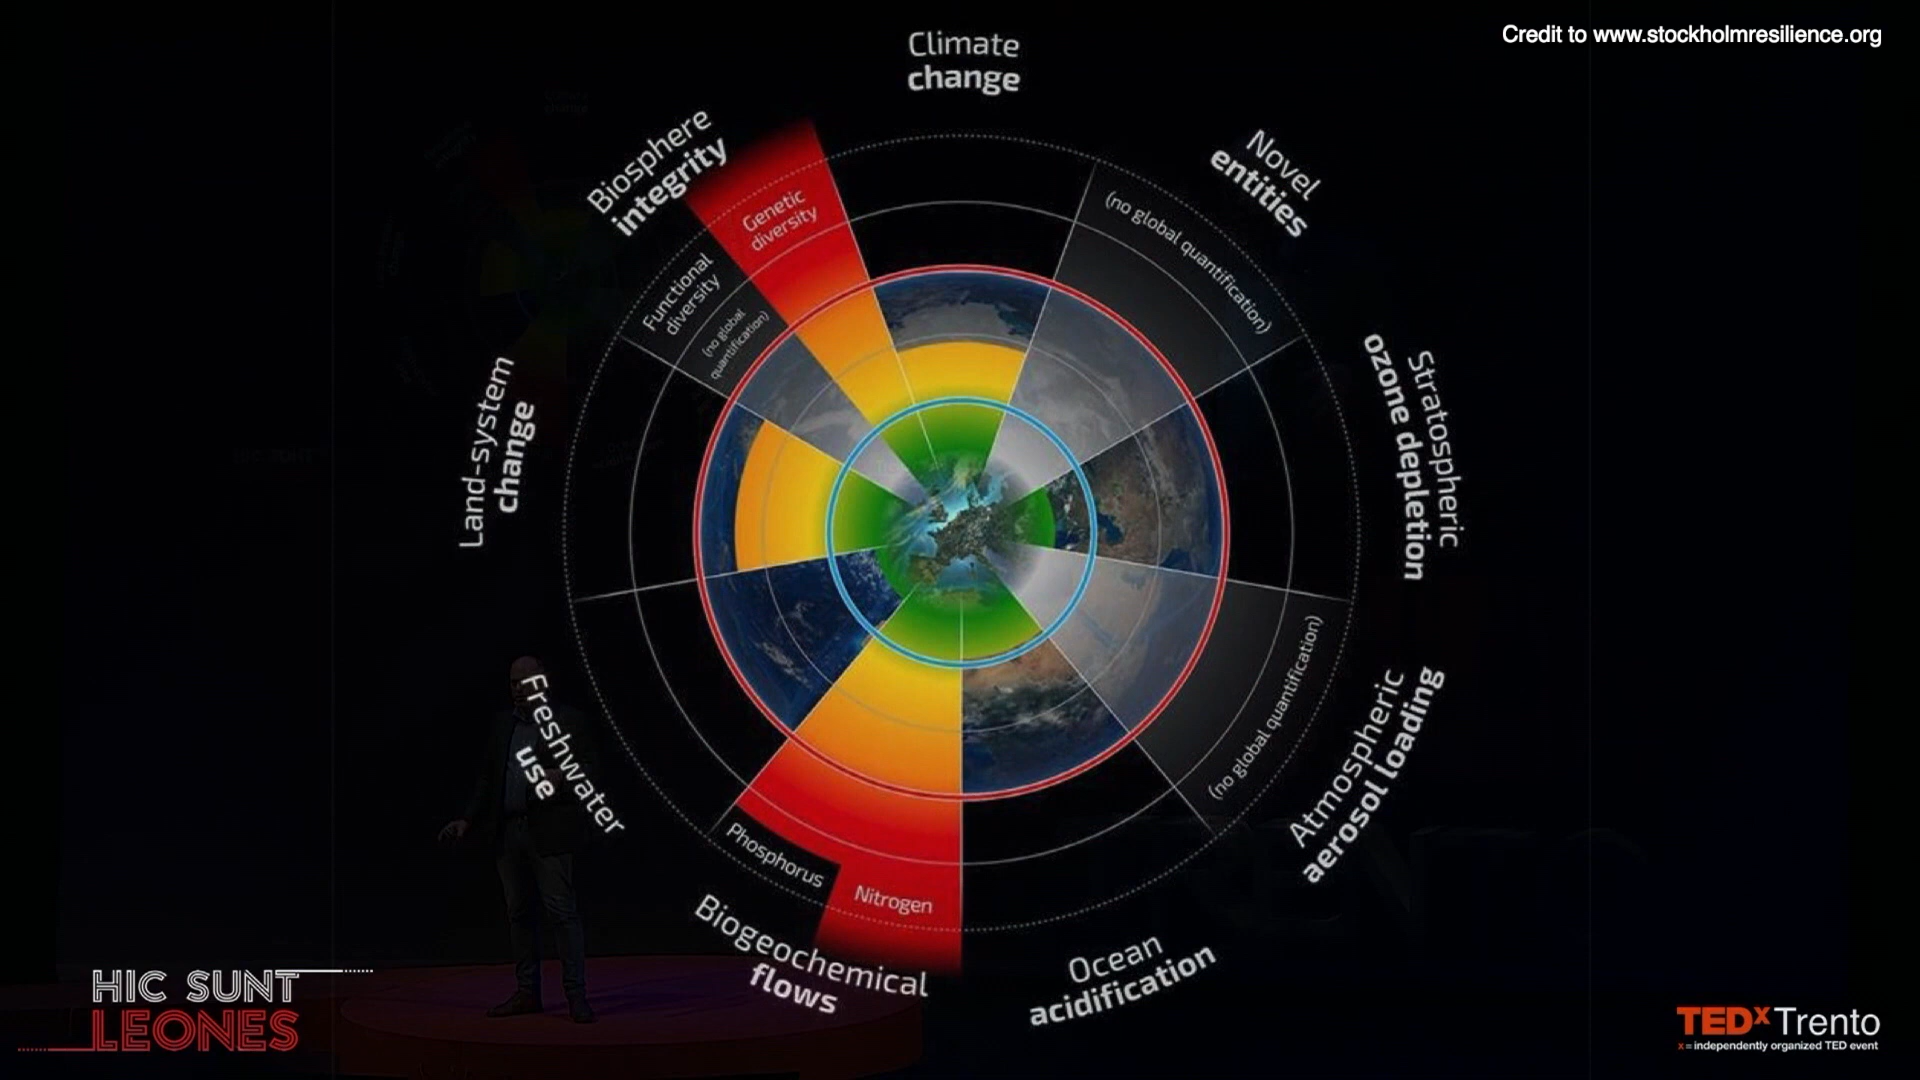 Credit to www.stockholmresilience.org
Climate
change
Biosphere
integrity
Novel
entities
Genetic
diversity
(no global quantification)
Functional
diversity
(no global
quantification)
Stratospheric
ozone depletion
Land-system
change
Freshwater
use
(no global quantification)
Atmospheric
aerosol loading
Phosphorus
Nitrogen
Biogeochemical
flows
Ocean
acidification
HIC SUNT
LEONES
TEDx Trento
x = independently organized TED event